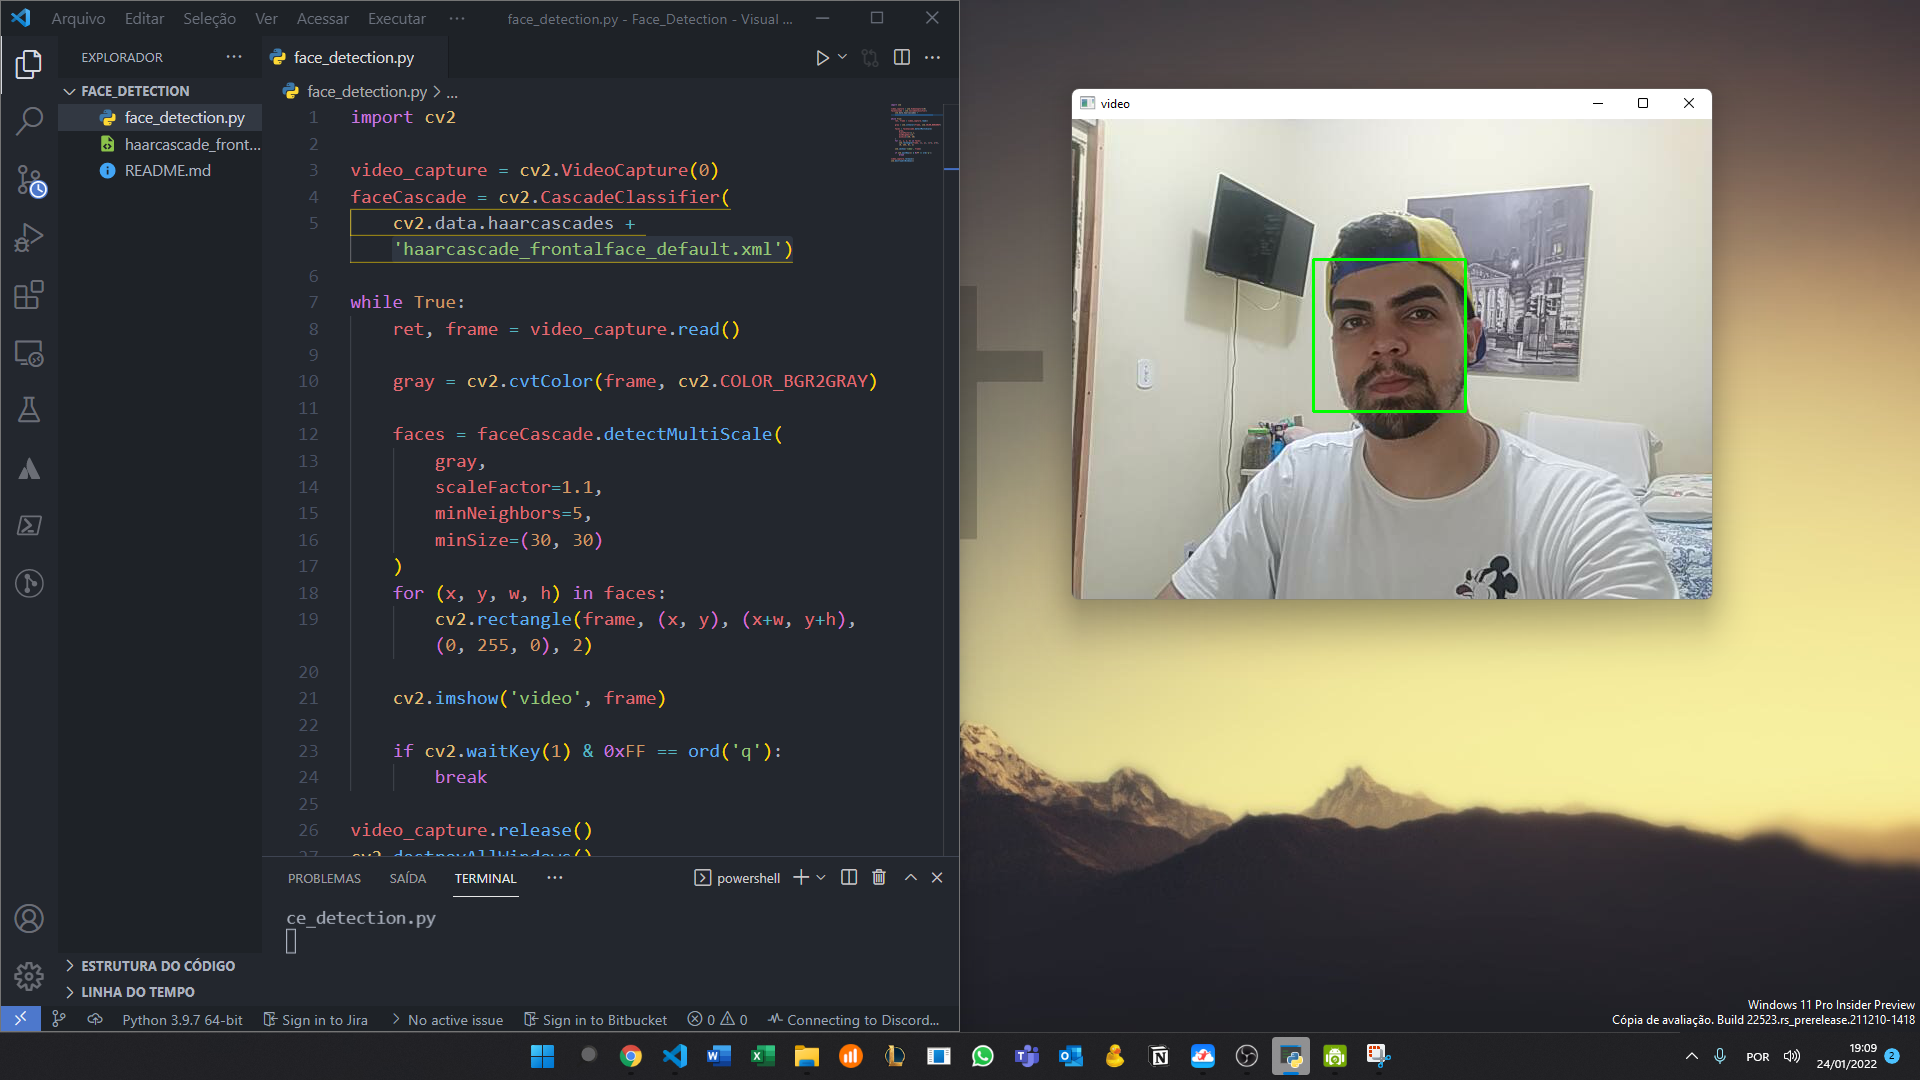 Arquivo Editar Seleção Ver Acessar Executar ··· face_detection.py - Face_Detection - Visual ...
EXPLORADOR ···
FACE_DETECTION
face_detection.py
haarcascade_front...
README.md
face_detection.py
face_detection.py > ...
1 import cv2
2
3 video_capture = cv2.VideoCapture(0)
4 faceCascade = cv2.CascadeClassifier(
5 cv2.data.haarcascades +
'haarcascade_frontalface_default.xml')
6
7 while True:
8 ret, frame = video_capture.read()
9
10 gray = cv2.cvtColor(frame, cv2.COLOR_BGR2GRAY)
11
12 faces = faceCascade.detectMultiScale(
13 gray,
14 scaleFactor=1.1,
15 minNeighbors=5,
16 minSize=(30, 30)
17 )
18 for (x, y, w, h) in faces:
19 cv2.rectangle(frame, (x, y), (x+w, y+h),
(0, 255, 0), 2)
20
21 cv2.imshow('video', frame)
22
23 if cv2.waitKey(1) & 0xFF == ord('q'):
24 break
25
26 video_capture.release()
27 cv2.destroyAllWindows()
PROBLEMAS SAÍDA TERMINAL ··· powershell
ce_detection.py
ESTRUTURA DO CÓDIGO
LINHA DO TEMPO
Python 3.9.7 64-bit Sign in to Jira > No active issue Sign in to Bitbucket 0 0 Connecting to Discord...
video
Windows 11 Pro Insider Preview
Cópia de avaliação. Build 22523.rs_prerelease.211210-1418
POR
19:09
24/01/2022
2